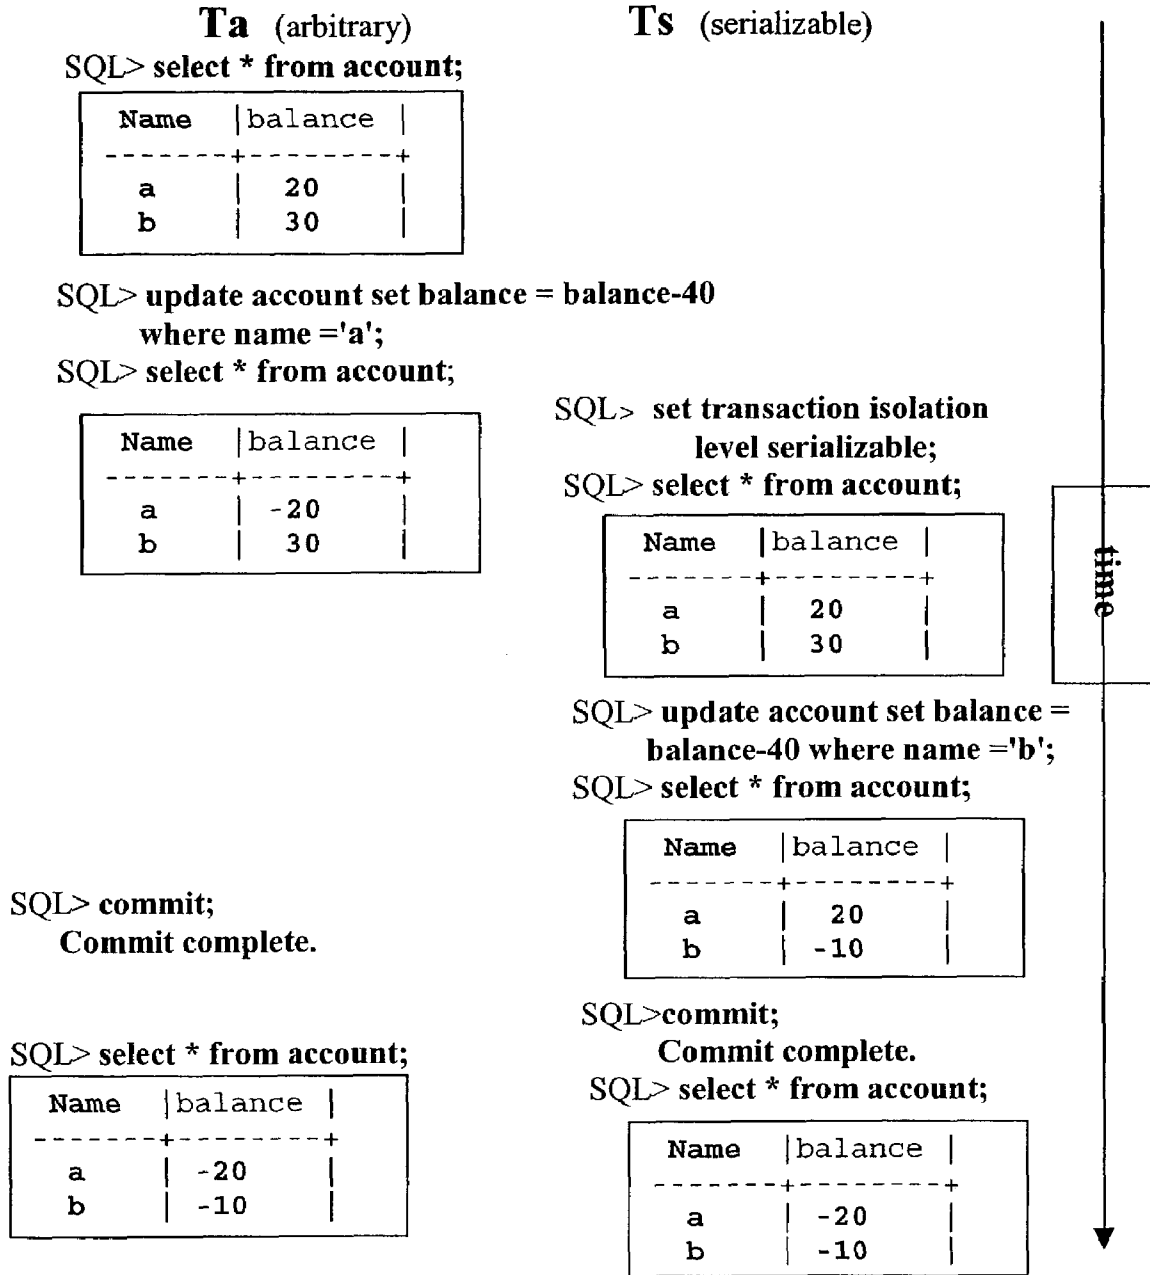 Ta (arbitrary)
SQL> select * from account;
Name |balance |
-------+--------+
a | 20 |
b | 30 |
SQL> update account set balance = balance-40
where name ='a';
SQL> select * from account;
Name |balance |
-------+--------+
a | -20 |
b | 30 |
SQL> commit;
Commit complete.
SQL> select * from account;
Name |balance |
-------+--------+
a | -20 |
b | -10 |
Ts (serializable)
SQL> set transaction isolation
level serializable;
SQL> select * from account;
Name |balance |
-------+--------+
a | 20 |
b | 30 |
SQL> update account set balance =
balance-40 where name ='b';
SQL> select * from account;
Name |balance |
-------+--------+
a | 20 |
b | -10 |
SQL>commit;
Commit complete.
SQL> select * from account;
Name |balance |
-------+--------+
a | -20 |
b | -10 |
time